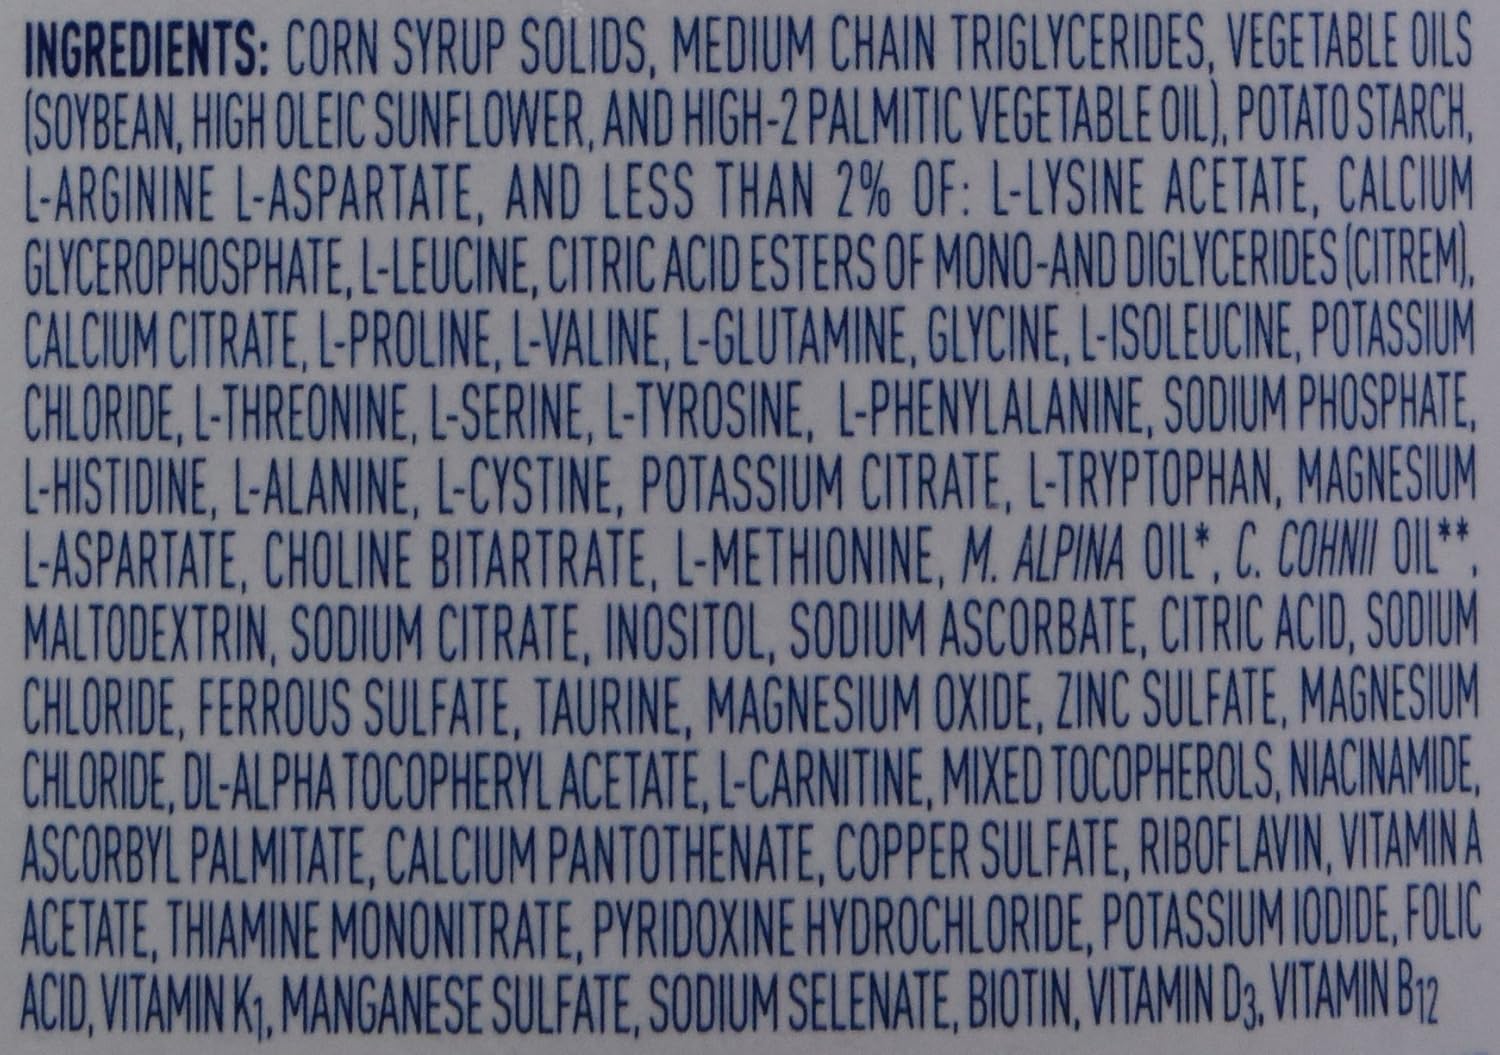 INGREDIENTS: CORN SYRUP SOLIDS, MEDIUM CHAIN TRIGLYCERIDES, VEGETABLE OILS
(SOYBEAN, HIGH OLEIC SUNFLOWER, AND HIGH-2 PALMITIC VEGETABLE OIL), POTATO STARCH,
L-ARGININE L-ASPARTATE, AND LESS THAN 2% OF: L-LYSINE ACETATE, CALCIUM
GLYCEROPHOSPHATE, L-LEUCINE, CITRIC ACID ESTERS OF MONO-AND DIGLYCERIDES (CITREM),
CALCIUM CITRATE, L-PROLINE, L-VALINE, L-GLUTAMINE, GLYCINE, L-ISOLEUCINE, POTASSIUM
CHLORIDE, L-THREONINE, L-SERINE, L-TYROSINE, L-PHENYLALANINE, SODIUM PHOSPHATE,
L-HISTIDINE, L-ALANINE, L-CYSTINE, POTASSIUM CITRATE, L-TRYPTOPHAN, MAGNESIUM
L-ASPARTATE, CHOLINE BITARTRATE, L-METHIONINE, M. ALPINA OIL*, C. COHNII OIL**,
MALTODEXTRIN, SODIUM CITRATE, INOSITOL, SODIUM ASCORBATE, CITRIC ACID, SODIUM
CHLORIDE, FERROUS SULFATE, TAURINE, MAGNESIUM OXIDE, ZINC SULFATE, MAGNESIUM
CHLORIDE, DL-ALPHA TOCOPHERYL ACETATE, L-CARNITINE, MIXED TOCOPHEROLS, NIACINAMIDE,
ASCORBYL PALMITATE, CALCIUM PANTOTHENATE, COPPER SULFATE, RIBOFLAVIN, VITAMIN A
ACETATE, THIAMINE MONONITRATE, PYRIDOXINE HYDROCHLORIDE, POTASSIUM IODIDE, FOLIC
ACID, VITAMIN K1, MANGANESE SULFATE, SODIUM SELENATE, BIOTIN, VITAMIN D3, VITAMIN B12